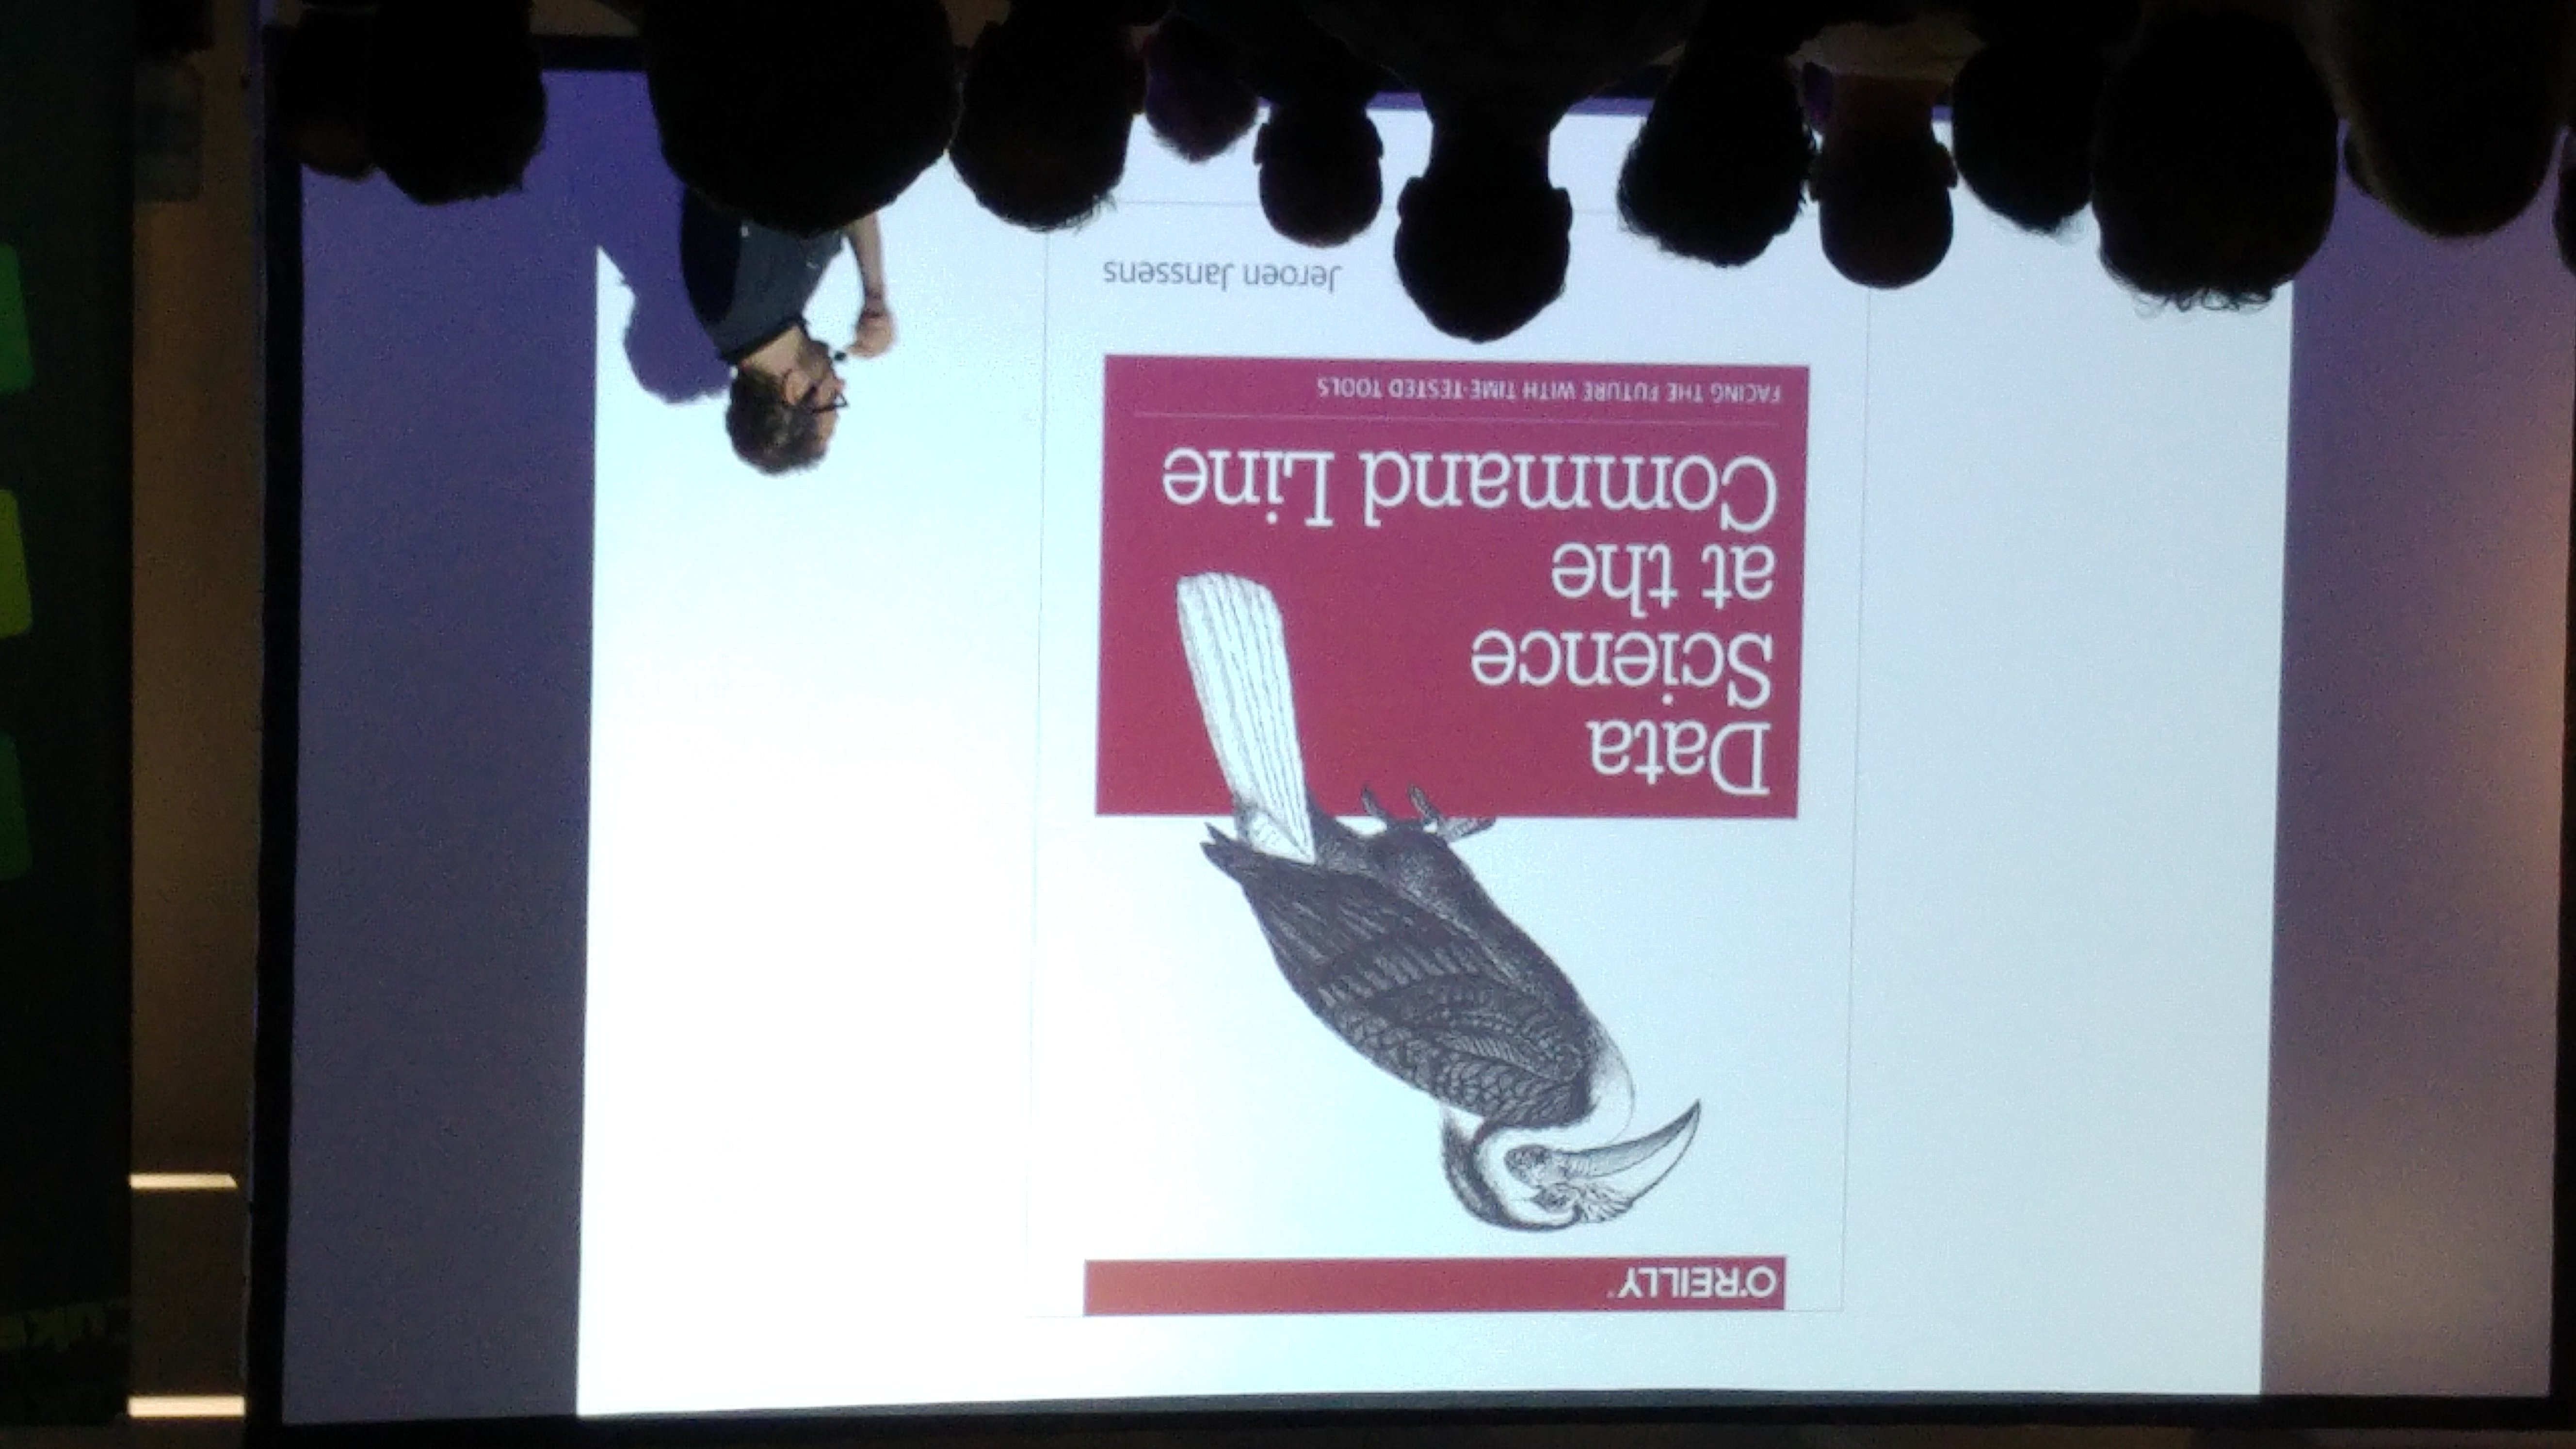 O'REILLY®
Data
Science
at the
Command Line
FACING THE FUTURE WITH TIME-TESTED TOOLS
Jeroen Janssens